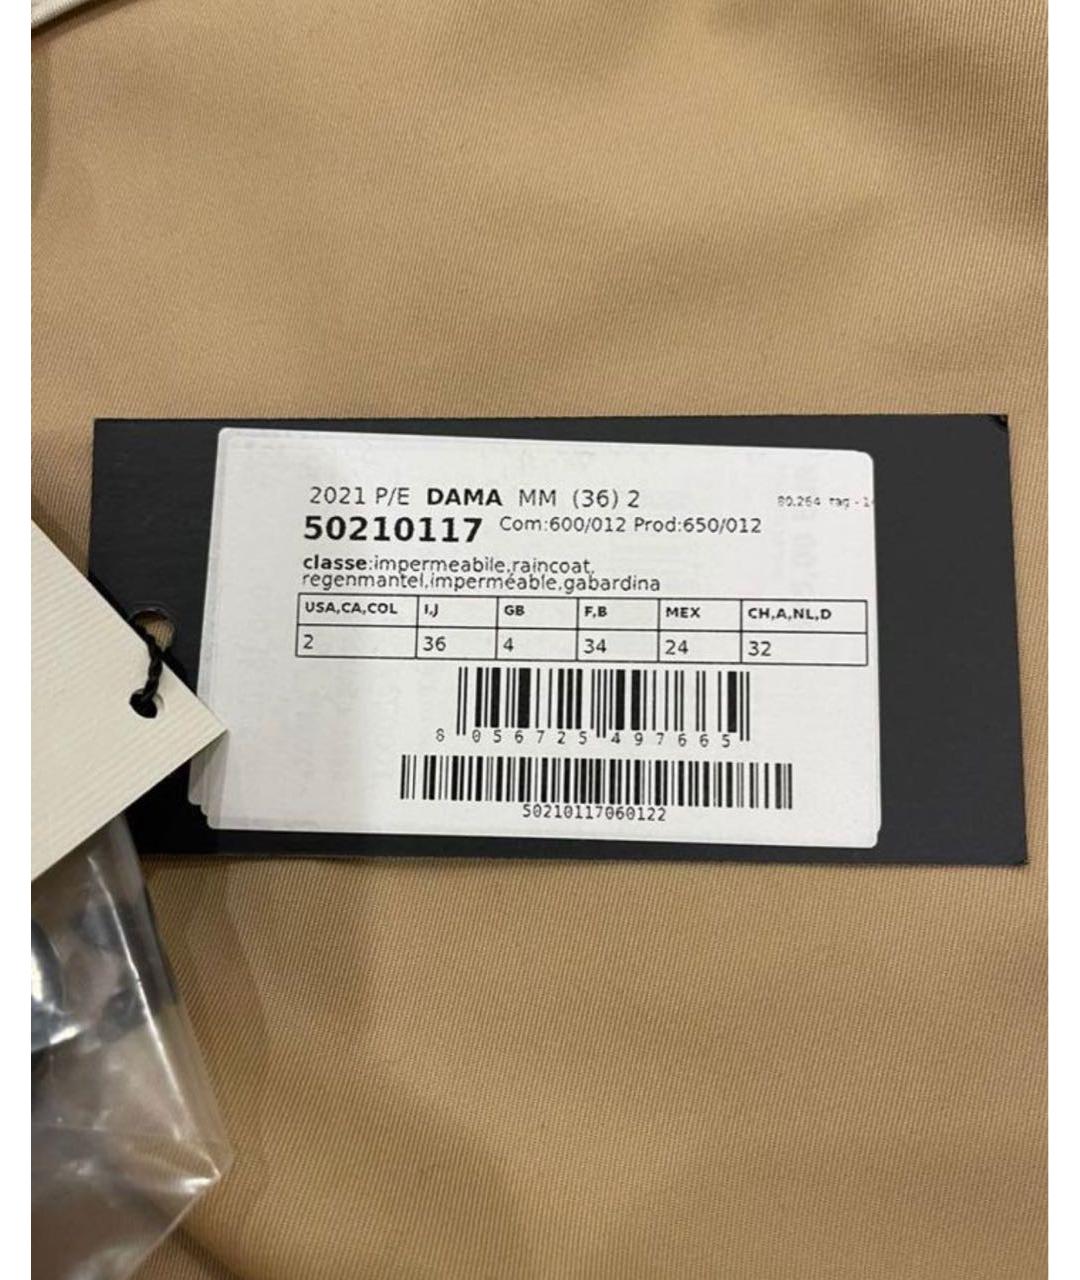 2021 P/E DAMA MM (36) 2
50210117 Com:600/012 Prod:650/012
classe:impermeabile,raincoat,
regenmantel,imperméable,gabardina
USA,CA,COL I,J GB F,B MEX CH,A,NL,D
2 36 4 34 24 32
8 056725 497665
50210117060122